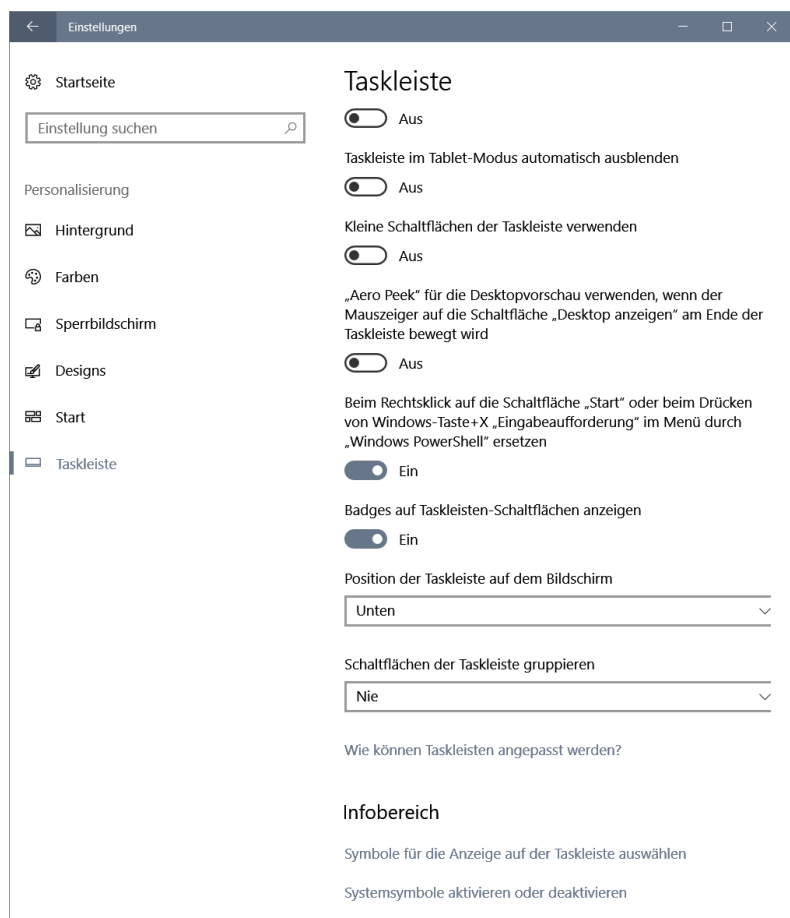 Einstellungen
Startseite
Einstellung suchen
Personalisierung
Hintergrund
Farben
Sperrbildschirm
Designs
Start
Taskleiste
Taskleiste
Aus
Taskleiste im Tablet-Modus automatisch ausblenden
Aus
Kleine Schaltflächen der Taskleiste verwenden
Aus
„Aero Peek“ für die Desktopvorschau verwenden, wenn der
Mauszeiger auf die Schaltfläche „Desktop anzeigen“ am Ende der
Taskleiste bewegt wird
Aus
Beim Rechtsklick auf die Schaltfläche „Start“ oder beim Drücken
von Windows-Taste+X „Eingabeaufforderung“ im Menü durch
„Windows PowerShell“ ersetzen
Ein
Badges auf Taskleisten-Schaltflächen anzeigen
Ein
Position der Taskleiste auf dem Bildschirm
Unten
Schaltflächen der Taskleiste gruppieren
Nie
Wie können Taskleisten angepasst werden?
Infobereich
Symbole für die Anzeige auf der Taskleiste auswählen
Systemsymbole aktivieren oder deaktivieren